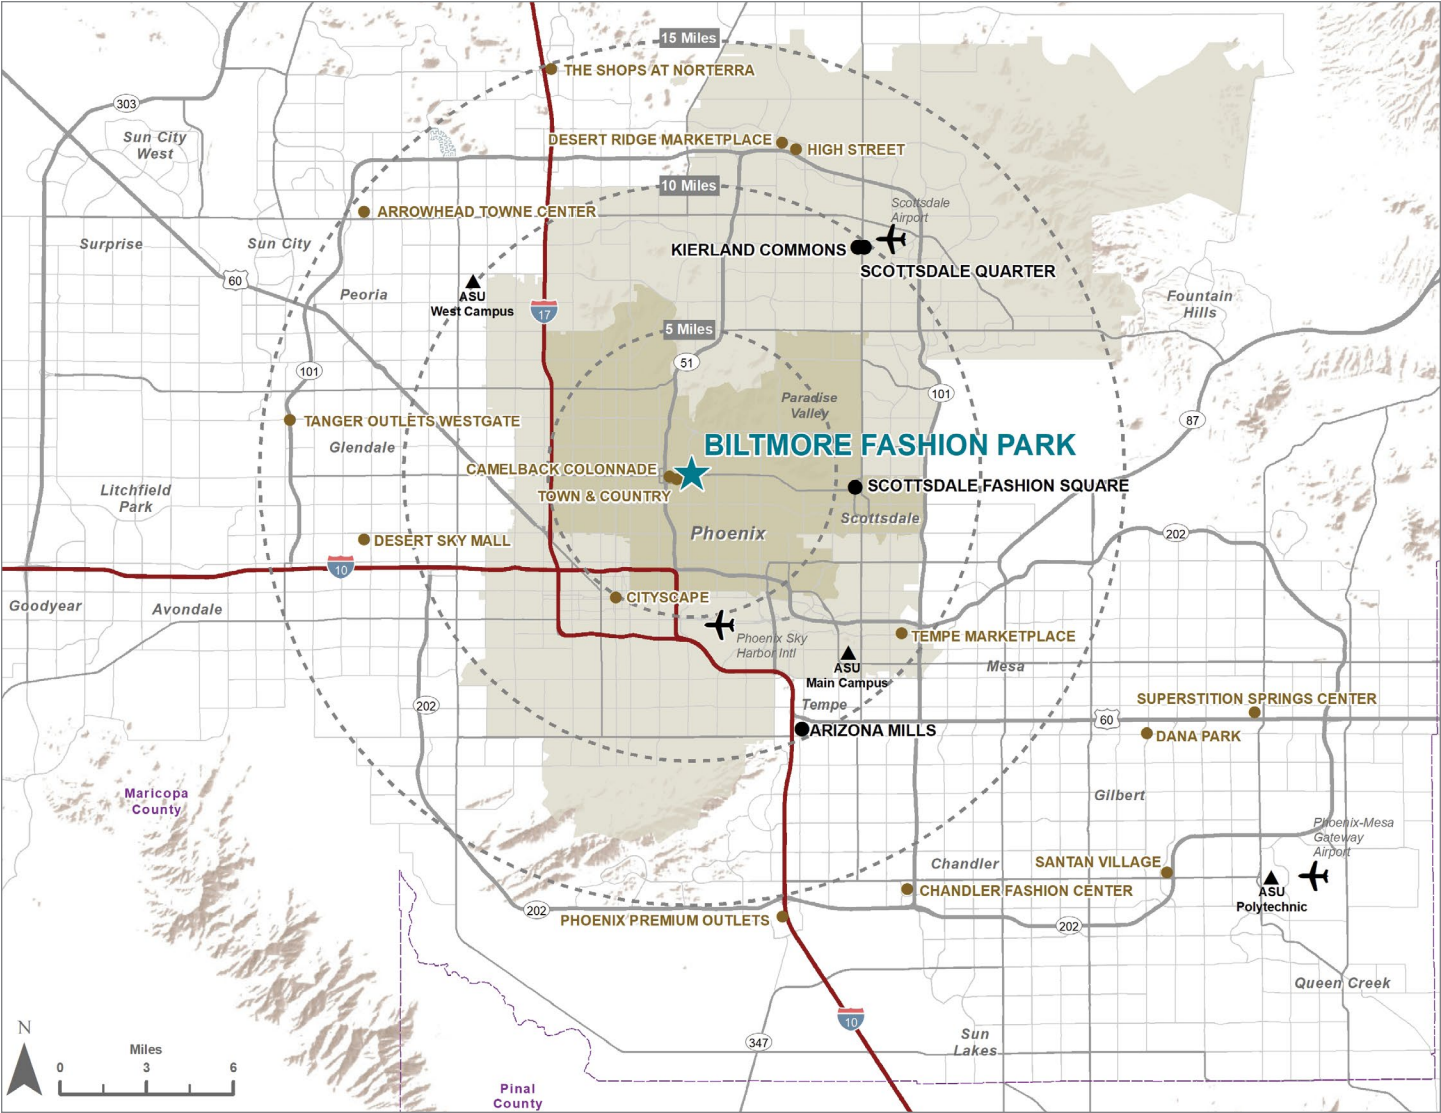 15 Miles
THE SHOPS AT NORTERRA
303
Sun City
West
DESERT RIDGE MARKETPLACE
HIGH STREET
10 Miles
Scottsdale
Airport
ARROWHEAD TOWNE CENTER
Surprise
Sun City
KIERLAND COMMONS
SCOTTSDALE QUARTER
60
Peoria
ASU
West Campus
17
Fountain
Hills
5 Miles
51
101
101
Paradise
Valley
87
TANGER OUTLETS WESTGATE
Glendale
BILTMORE FASHION PARK
CAMELBACK COLONNADE
TOWN & COUNTRY
SCOTTSDALE FASHION SQUARE
Litchfield
Park
Phoenix
Scottsdale
202
DESERT SKY MALL
10
Goodyear
Avondale
CITYSCAPE
Phoenix Sky
Harbor Intl
TEMPE MARKETPLACE
ASU
Main Campus
Mesa
202
Tempe
SUPERSTITION SPRINGS CENTER
60
ARIZONA MILLS
DANA PARK
Maricopa
County
Gilbert
Phoenix-Mesa
Gateway
Airport
Chandler
SANTAN VILLAGE
CHANDLER FASHION CENTER
ASU
Polytechnic
202
PHOENIX PREMIUM OUTLETS
202
Queen Creek
10
N
Miles
0 3 6
347
Sun
Lakes
Pinal
County